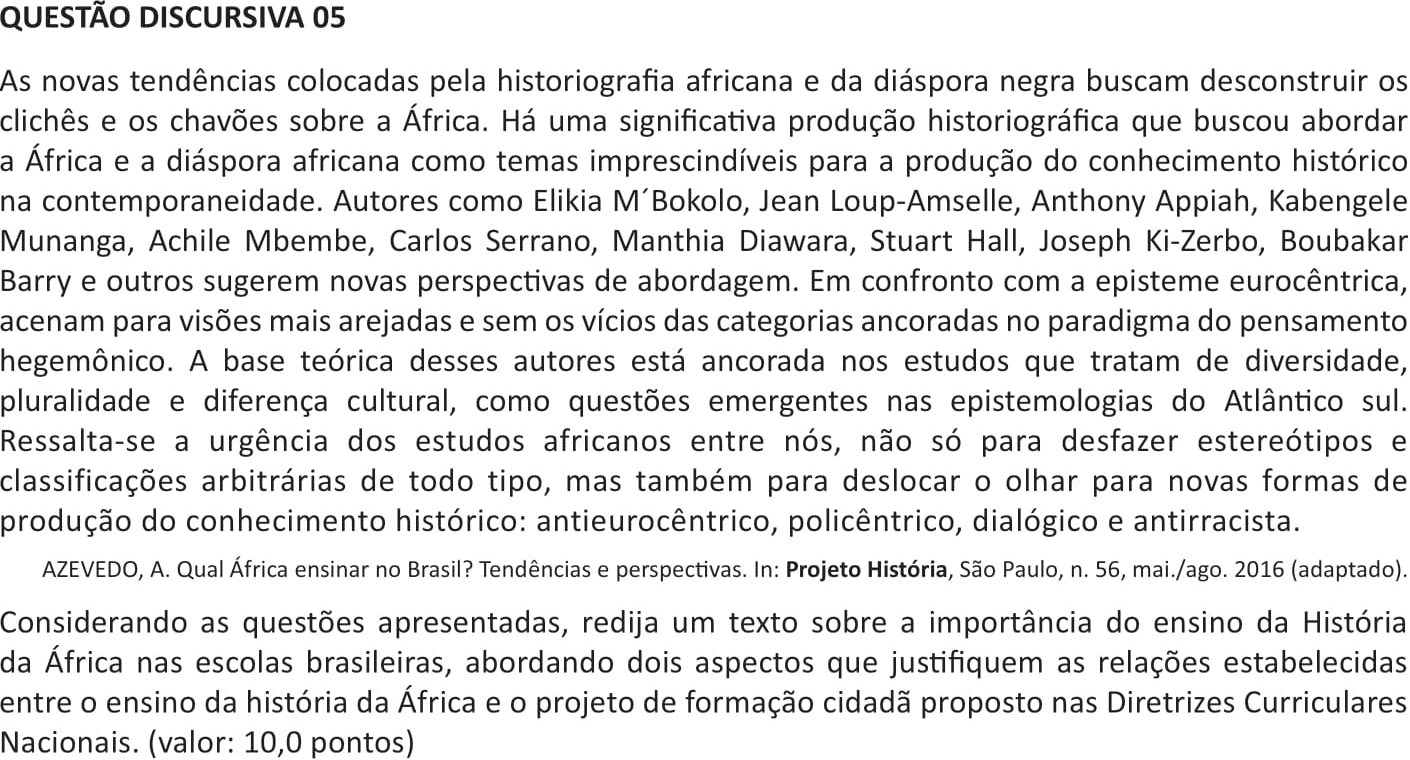 QUESTÃO DISCURSIVA 05
As novas tendências colocadas pela historiografia africana e da diáspora negra buscam desconstruir os
clichês e os chavões sobre a África. Há uma significativa produção historiográfica que buscou abordar
a África e a diáspora africana como temas imprescindíveis para a produção do conhecimento histórico
na contemporaneidade. Autores como Elikia M´Bokolo, Jean Loup-Amselle, Anthony Appiah, Kabengele
Munanga, Achile Mbembe, Carlos Serrano, Manthia Diawara, Stuart Hall, Joseph Ki-Zerbo, Boubakar
Barry e outros sugerem novas perspectivas de abordagem. Em confronto com a episteme eurocêntrica,
acenam para visões mais arejadas e sem os vícios das categorias ancoradas no paradigma do pensamento
hegemônico. A base teórica desses autores está ancorada nos estudos que tratam de diversidade,
pluralidade e diferença cultural, como questões emergentes nas epistemologias do Atlântico sul.
Ressalta-se a urgência dos estudos africanos entre nós, não só para desfazer estereótipos e
classificações arbitrárias de todo tipo, mas também para deslocar o olhar para novas formas de
produção do conhecimento histórico: antieurocêntrico, policêntrico, dialógico e antirracista.
AZEVEDO, A. Qual África ensinar no Brasil? Tendências e perspectivas. In: Projeto História, São Paulo, n. 56, mai./ago. 2016 (adaptado).
Considerando as questões apresentadas, redija um texto sobre a importância do ensino da História
da África nas escolas brasileiras, abordando dois aspectos que justifiquem as relações estabelecidas
entre o ensino da história da África e o projeto de formação cidadã proposto nas Diretrizes Curriculares
Nacionais. (valor: 10,0 pontos)